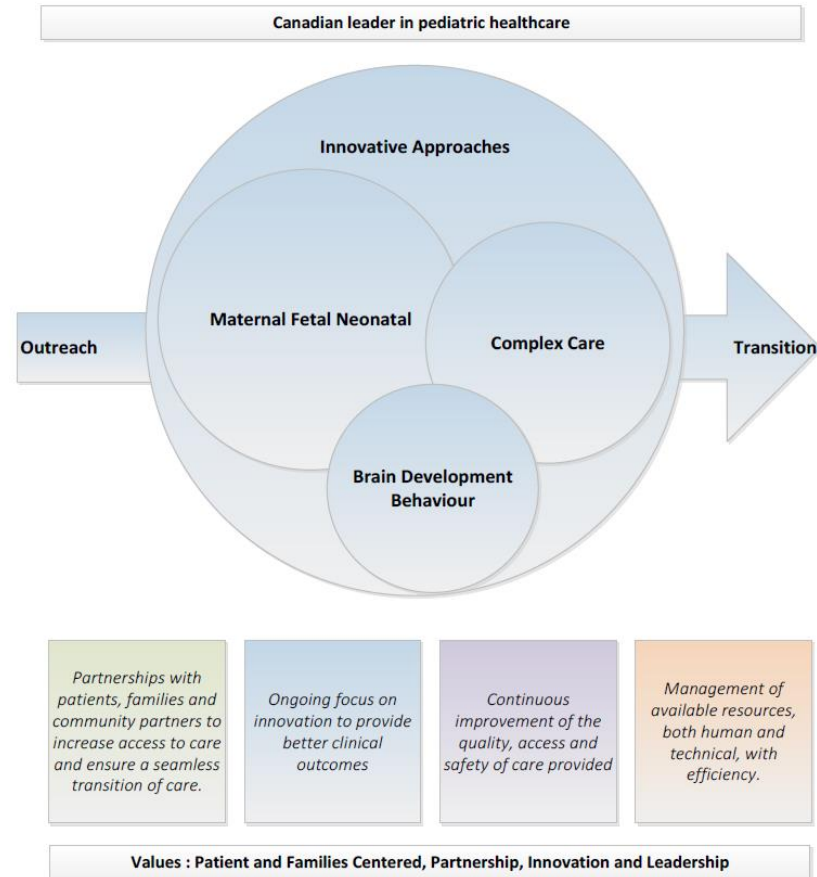 Canadian leader in pediatric healthcare
Innovative Approaches
Maternal Fetal Neonatal
Complex Care
Outreach
Transition
Brain Development
Behaviour
Partnerships with
patients, families and
community partners to
increase access to care
and ensure a seamless
transition of care.
Ongoing focus on
innovation to provide
better clinical
outcomes
Continuous
improvement of the
quality, access and
safety of care provided
Management of
available resources,
both human and
technical, with
efficiency.
Values : Patient and Families Centered, Partnership, Innovation and Leadership